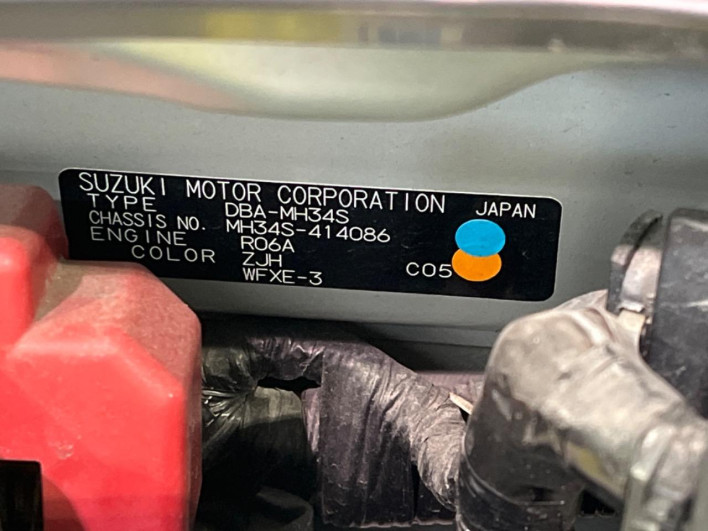 SUZUKI MOTOR CORPORATION JAPAN
TYPE DBA-MH34S
CHASSIS NO. MH34S-414086
ENGINE R06A
COLOR ZJH C05
WFXE-3